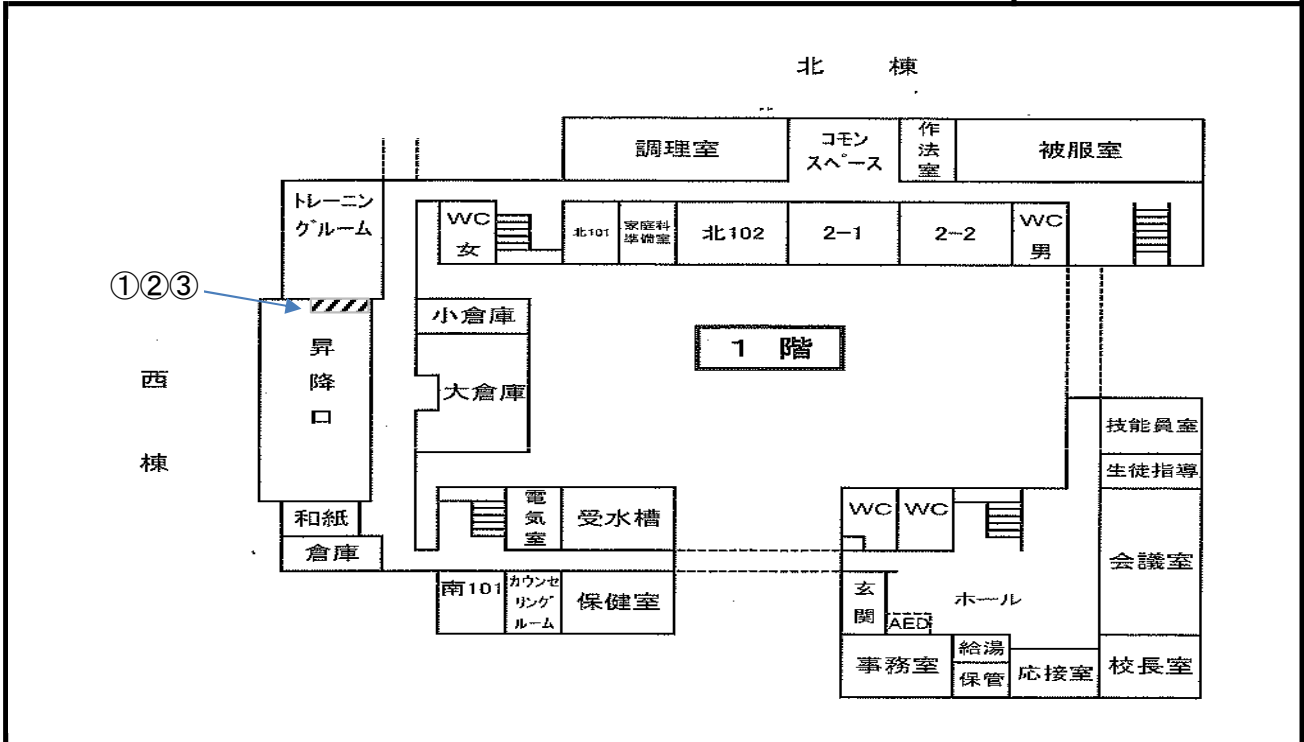 北 棟
調理室
コモン
スペース
作
法
室
被服室
トレーニン
グルーム
WC
女
北101
家庭科
準備室
北102
2-1
2-2
WC
男
①②③
昇
降
口
小倉庫
大倉庫
1 階
西
棟
技能員室
生徒指導
和紙
倉庫
電
気
室
受水槽
WC
WC
会議室
南101
カウンセ
リング
ルーム
保健室
玄
関
ホール
AED
事務室
給湯
保管
応接室
校長室